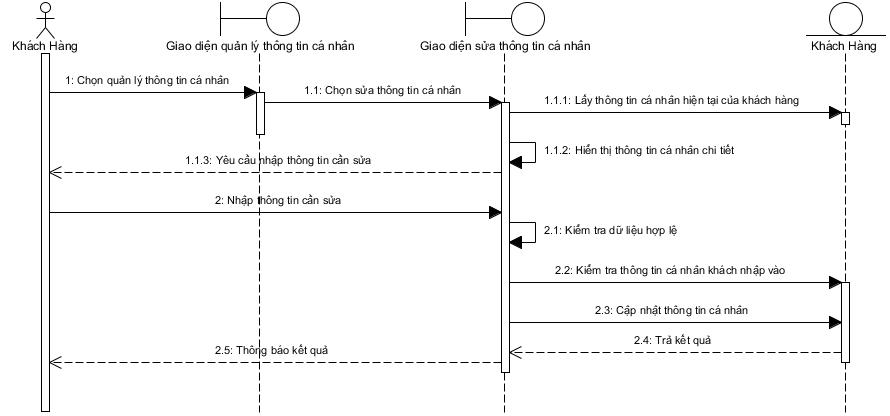 Khách Hàng
Giao diện quản lý thông tin cá nhân
Giao diện sửa thông tin cá nhân
Khách Hàng
1: Chọn quản lý thông tin cá nhân
1.1: Chọn sửa thông tin cá nhân
1.1.1: Lấy thông tin cá nhân hiện tại của khách hàng
1.1.2: Hiển thị thông tin cá nhân chi tiết
1.1.3: Yêu cầu nhập thông tin cần sửa
2: Nhập thông tin cần sửa
2.1: Kiểm tra dữ liệu hợp lệ
2.2: Kiểm tra thông tin cá nhân khách nhập vào
2.3: Cập nhật thông tin cá nhân
2.4: Trả kết quả
2.5: Thông báo kết quả